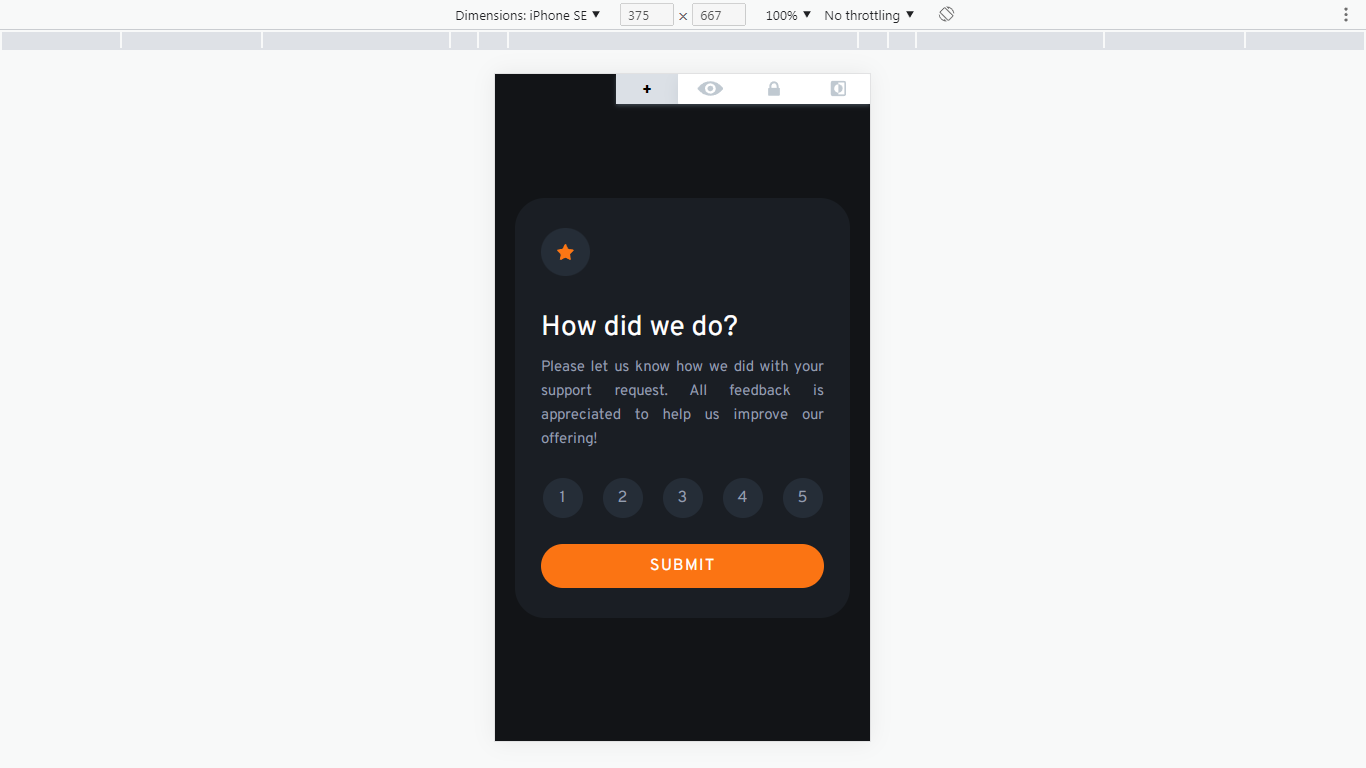 Dimensions: iPhone SE ▼ 375 × 667 100% ▼ No throttling ▼
+
How did we do?
Please let us know how we did with your
support request. All feedback is
appreciated to help us improve our
offering!
1 2 3 4 5
SUBMIT